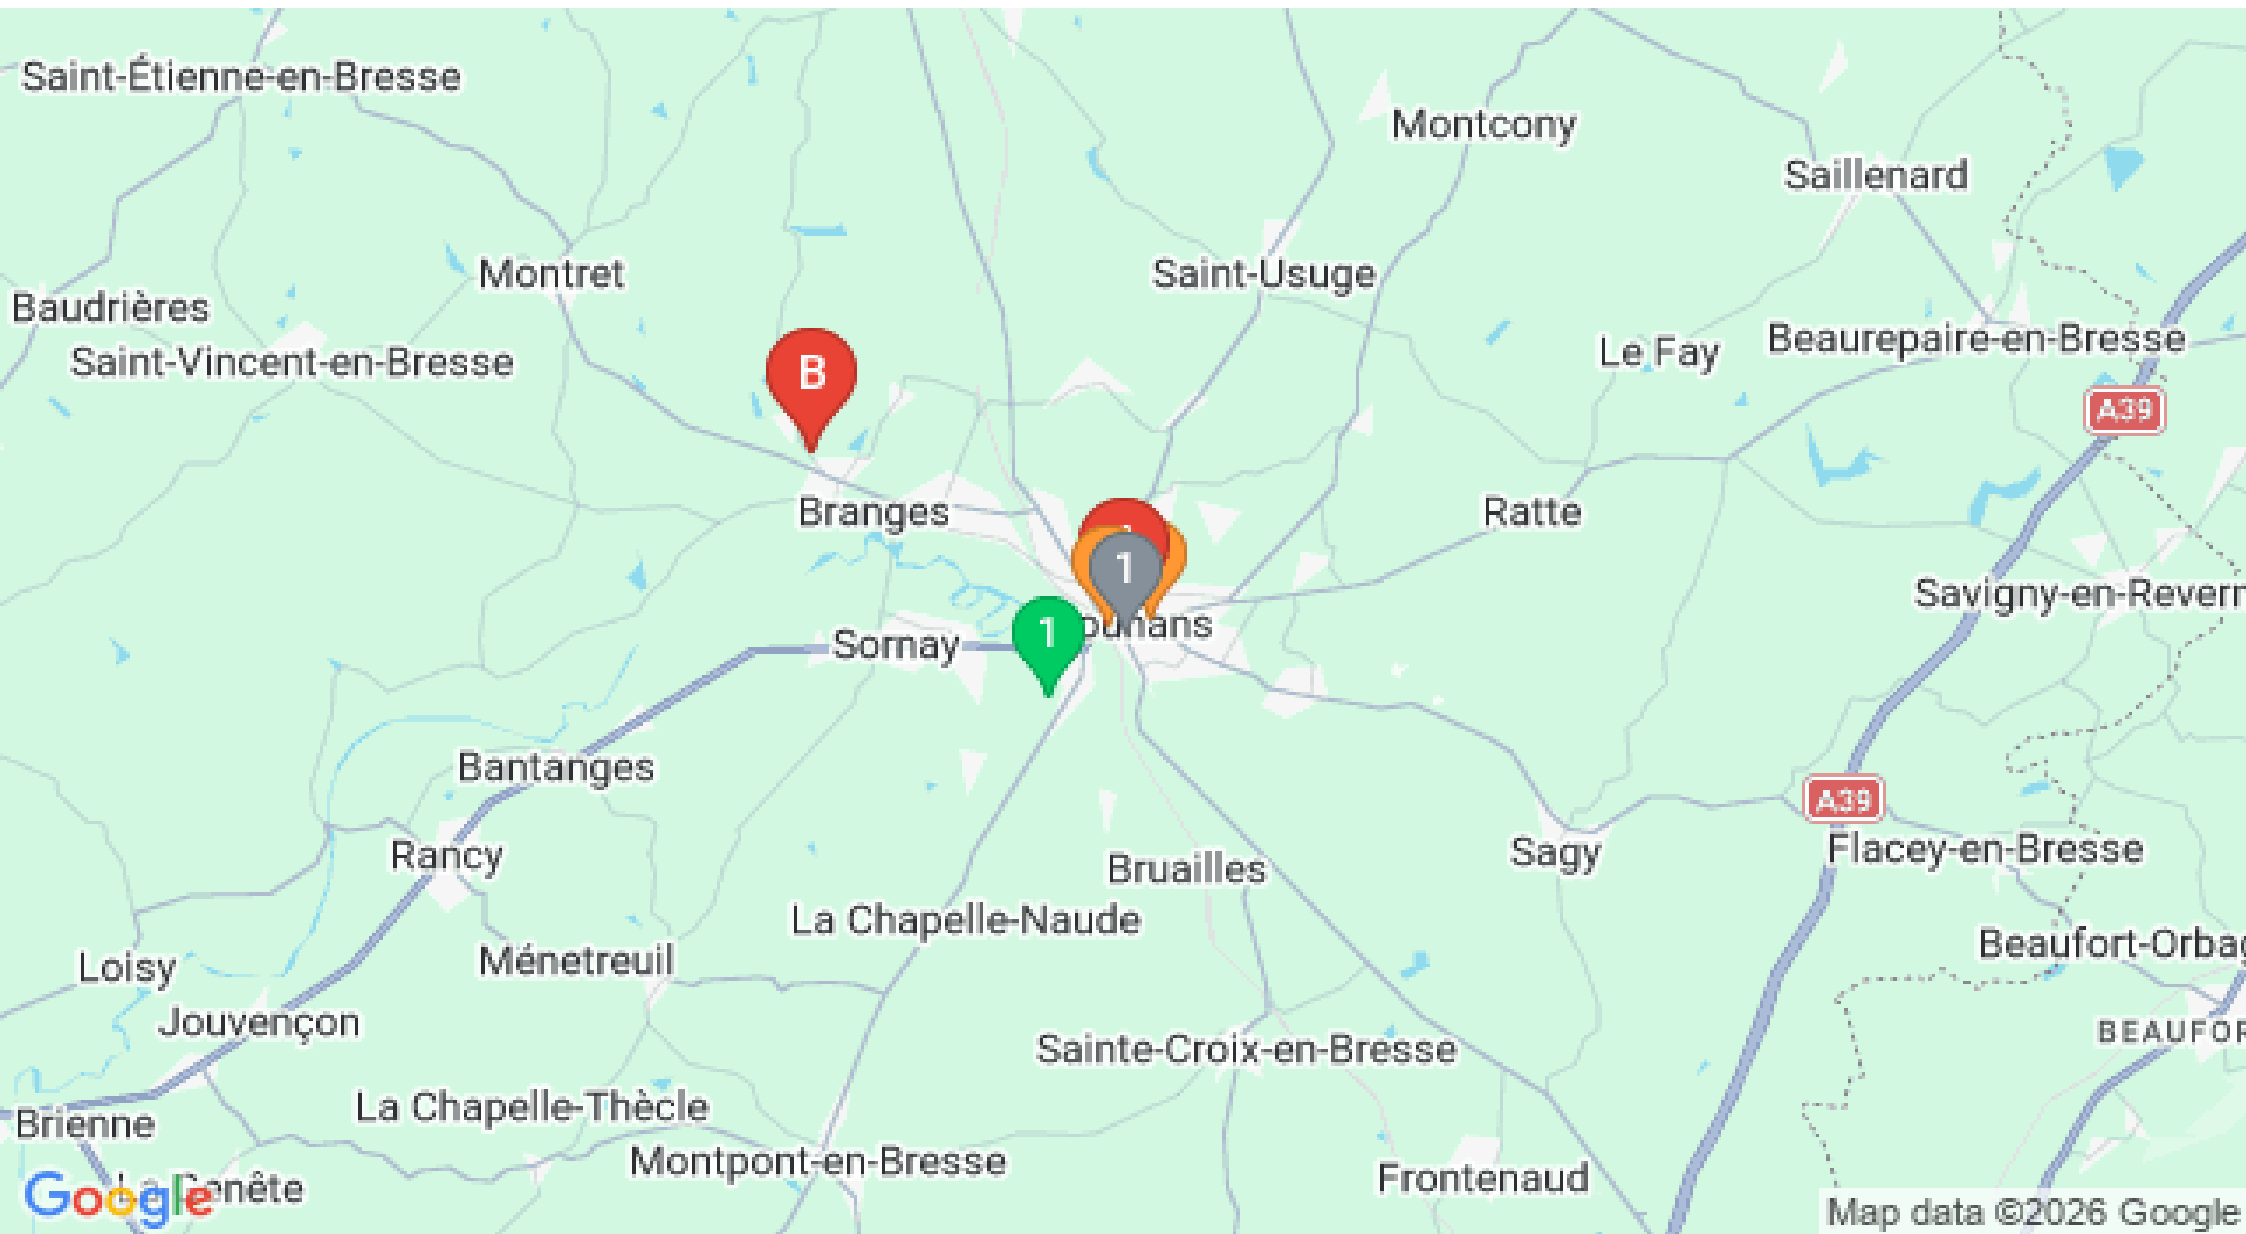 Saint-Étienne-en-Bresse
Montcony
Saillenard
Montret
Saint-Usuge
Baudrières
Saint-Vincent-en-Bresse
Le Fay
Beaurepaire-en-Bresse
B
A39
Branges
Ratte
1
Savigny-en-Revern
1
Sornay
ouhans
Bantanges
A39
Rancy
Sagy
Flacey-en-Bresse
Bruailles
La Chapelle-Naude
Loisy
Ménetreuil
Beaufort-Orbag
Jouvençon
Sainte-Croix-en-Bresse
BEAUFOR
Brienne
La Chapelle-Thècle
Montpont-en-Bresse
Frontenaud
Google
Map data ©2026 Google